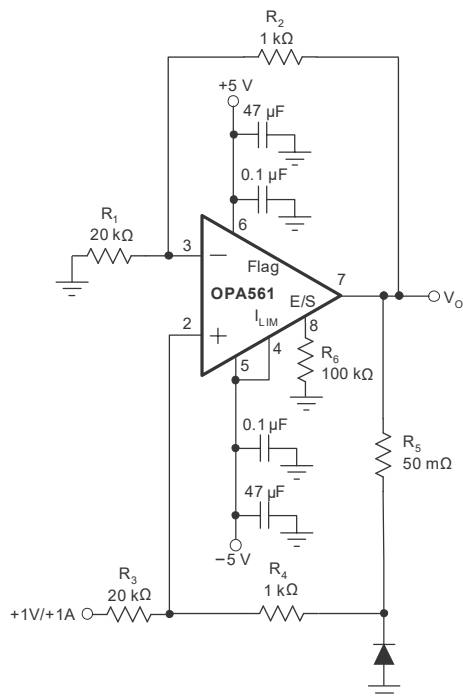 R2
1 kΩ
+5 V
47 µF
0.1 µF
R1
20 kΩ
6
3
−
Flag
7
OPA561
VO
E/S
2
+
ILIM
8
4
5
R6
100 kΩ
0.1 µF
R5
50 mΩ
47 µF
−5 V
R3
20 kΩ
R4
1 kΩ
+1V/+1A